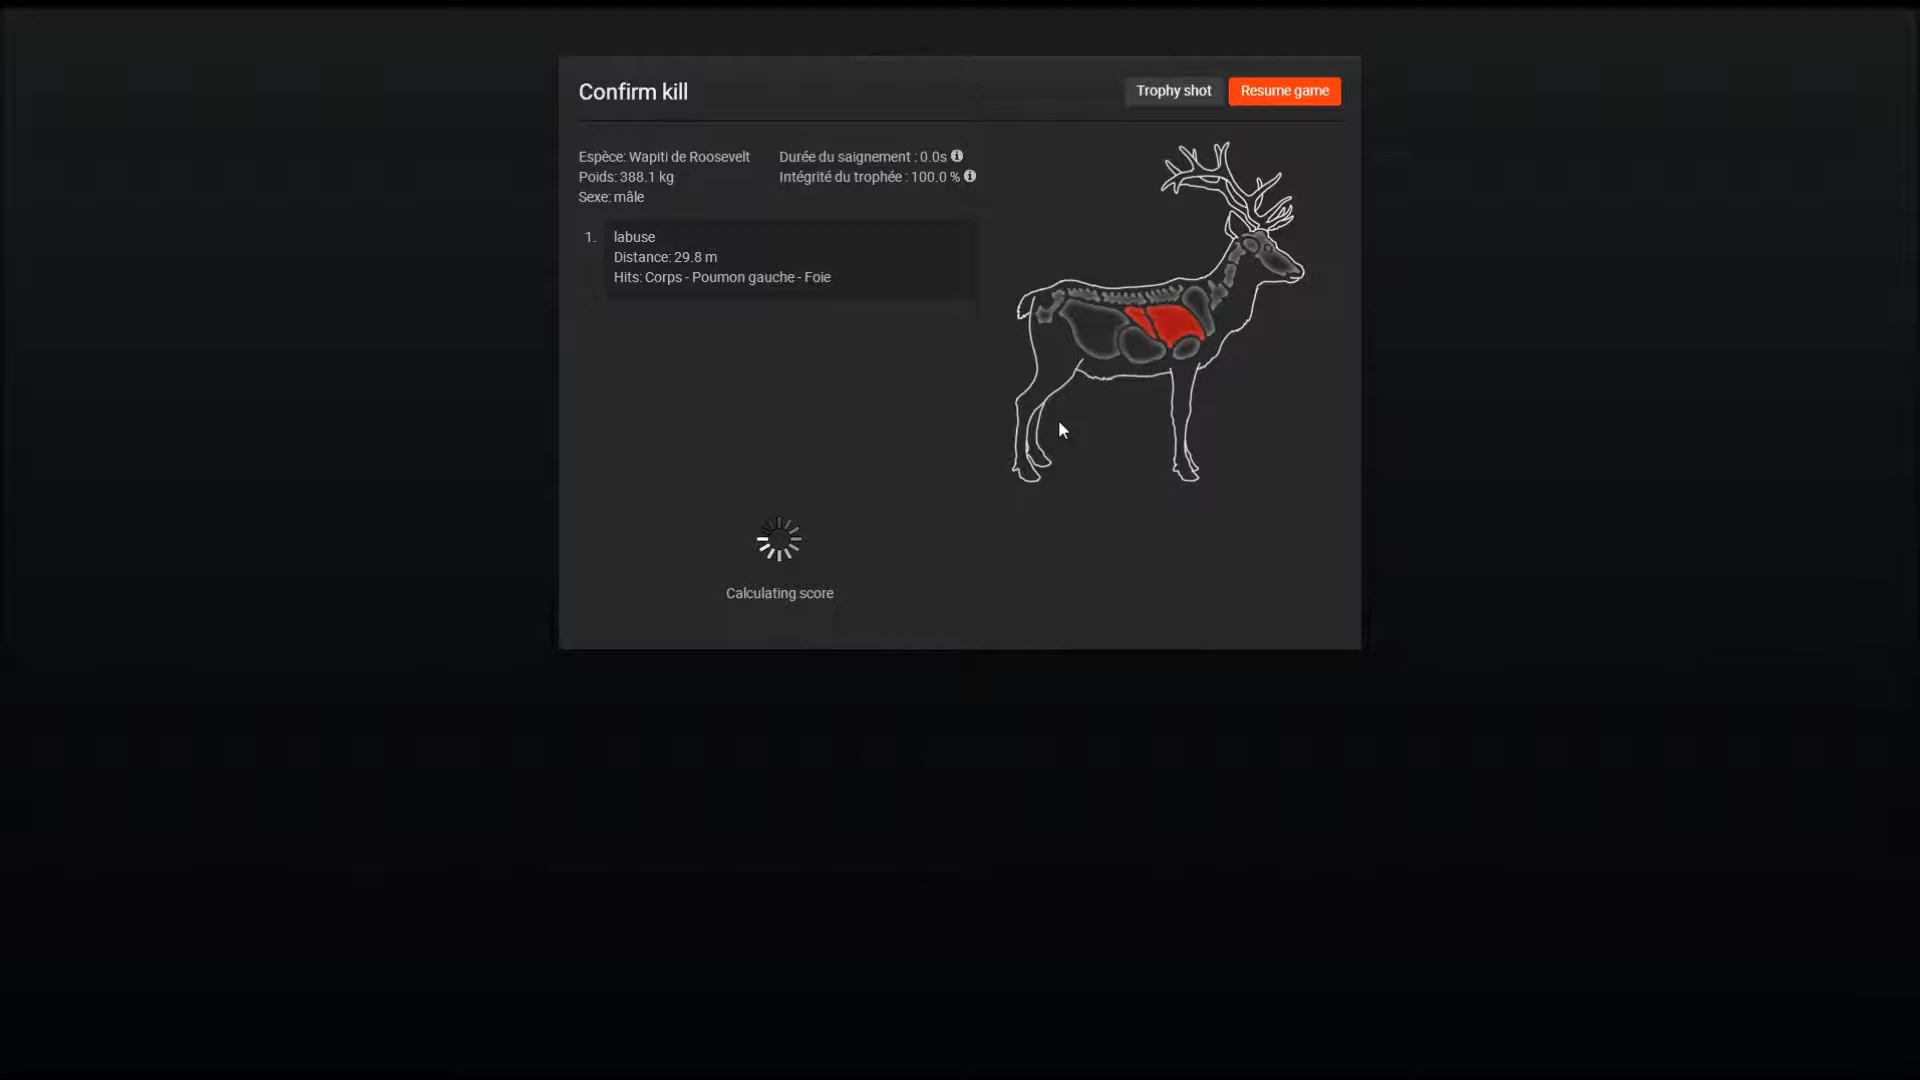 Confirm kill
Trophy shot
Resume game
Espèce: Wapiti de Roosevelt
Poids: 388.1 kg
Sexe: mâle
Durée du saignement : 0.0s
Intégrité du trophée : 100.0 %
1.
labuse
Distance: 29.8 m
Hits: Corps - Poumon gauche - Foie
Calculating score